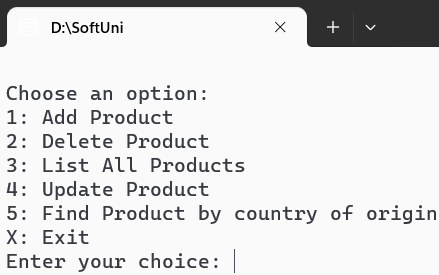 D:\SoftUni
Choose an option:
1: Add Product
2: Delete Product
3: List All Products
4: Update Product
5: Find Product by country of origin
X: Exit
Enter your choice: